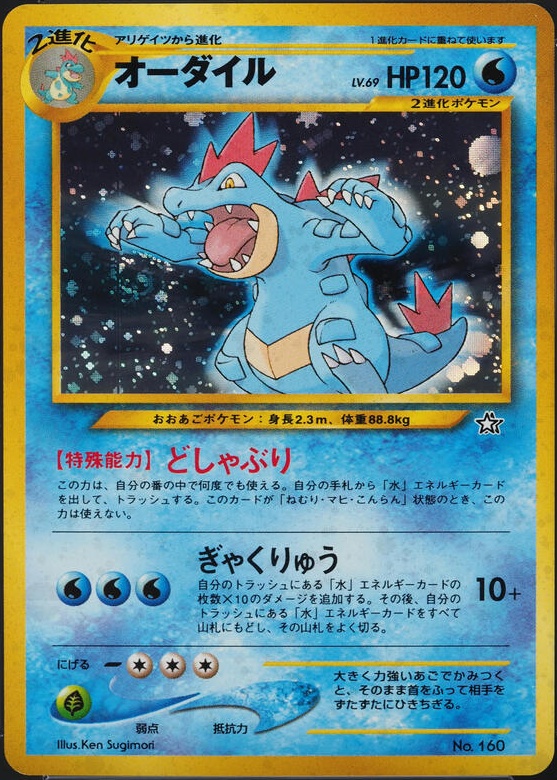 2進化
アリゲイツから進化
1進化カードに重ねて使います
オーダイル
LV.69 HP120
2進化ポケモン
おおあごポケモン：身長2.3m、体重88.8kg
【特殊能力】どしゃぶり
この力は、自分の番の中で何度でも使える。自分の手札から「水」エネルギーカード
を出して、トラッシュする。このカードが「ねむり・マヒ・こんらん」状態のとき、この
力は使えない。
ぎゃくりゅう
自分のトラッシュにある「水」エネルギーカードの
枚数×10のダメージを追加する。その後、自分の
トラッシュにある「水」エネルギーカードをすべて
山札にもどし、その山札をよく切る。
10+
にげる
大きく力強いあごでかみつく
と、そのまま首をふって相手を
ずたずたにひきちぎる。
弱点
抵抗力
Illus.Ken Sugimori
No. 160